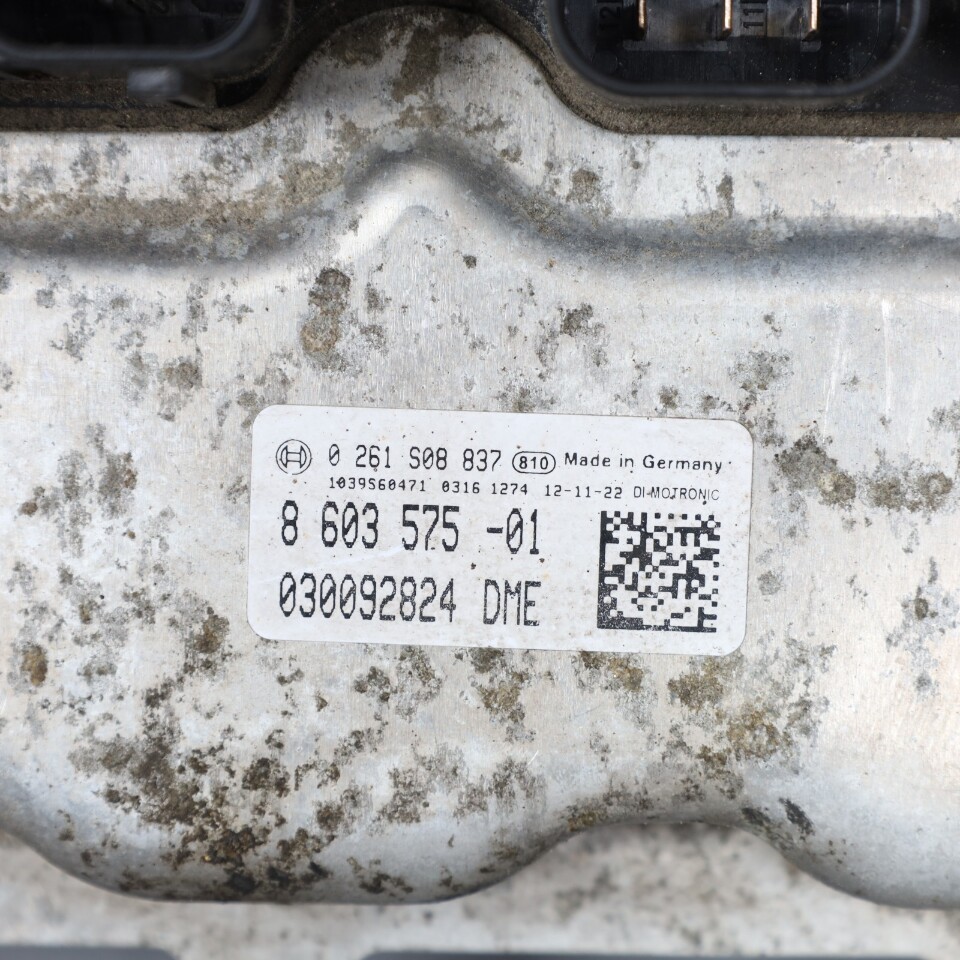 0 261 S08 837 810 Made in Germany
1039S60471 0316 1274 12-11-22 DI-MOTRONIC
8 603 575 -01
030092824 DME